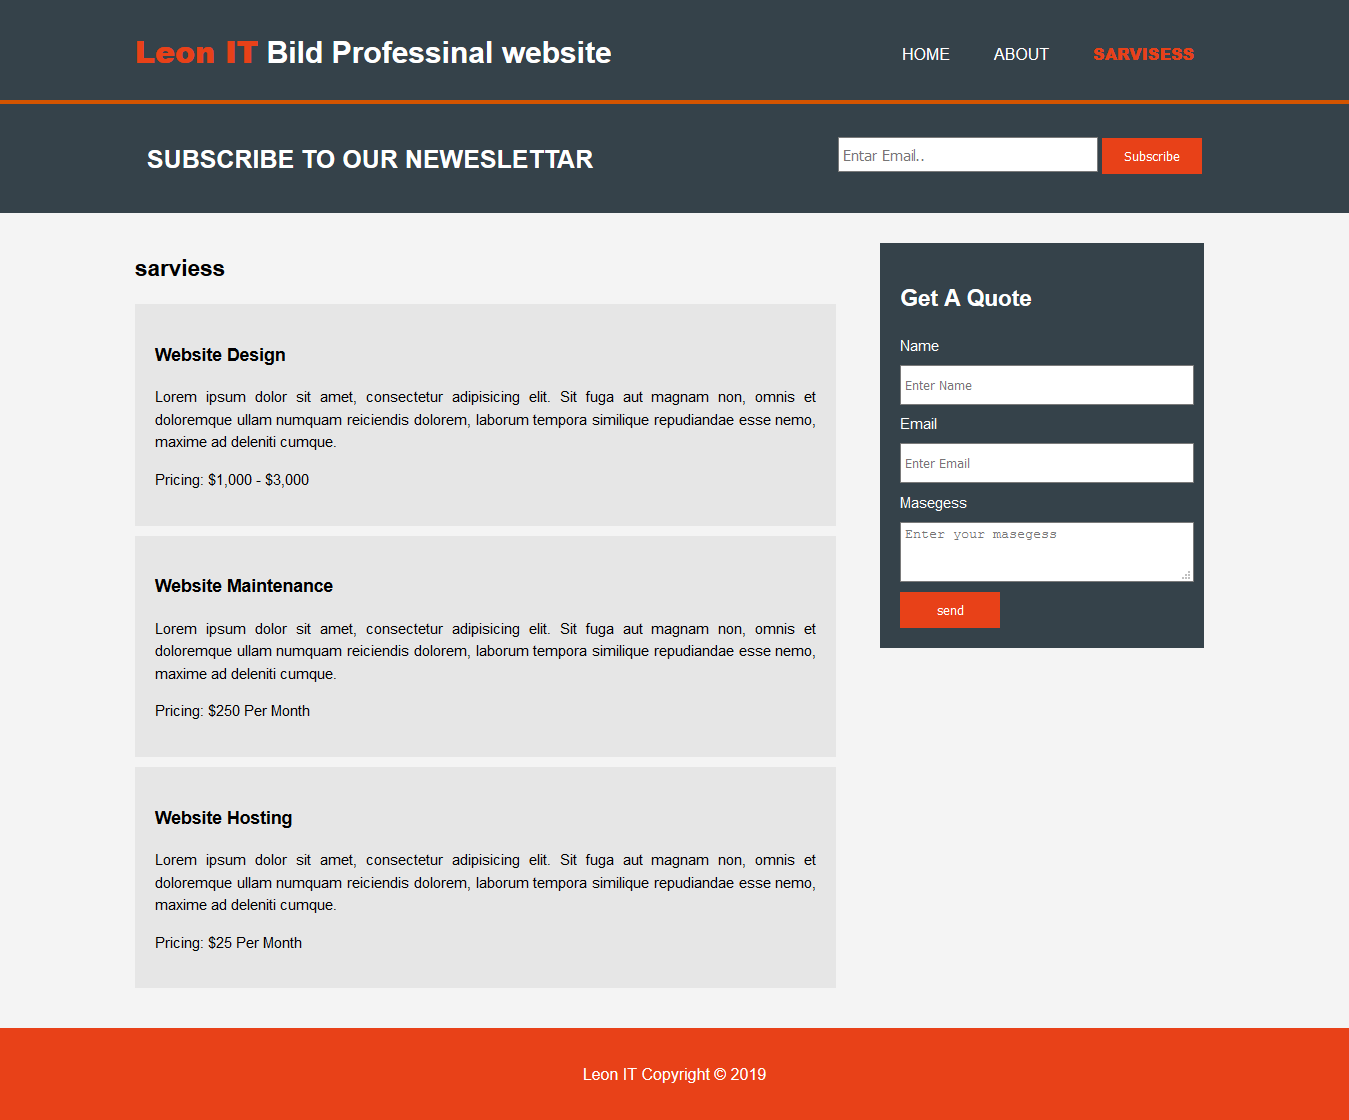 Leon IT Bild Professinal website
HOME ABOUT SARVISESS
SUBSCRIBE TO OUR NEWESLETTAR
Entar Email.. Subscribe
sarviess
Website Design
Lorem ipsum dolor sit amet, consectetur adipisicing elit. Sit fuga aut magnam non, omnis et
doloremque ullam numquam reiciendis dolorem, laborum tempora similique repudiandae esse nemo,
maxime ad deleniti cumque.
Pricing: $1,000 - $3,000
Website Maintenance
Lorem ipsum dolor sit amet, consectetur adipisicing elit. Sit fuga aut magnam non, omnis et
doloremque ullam numquam reiciendis dolorem, laborum tempora similique repudiandae esse nemo,
maxime ad deleniti cumque.
Pricing: $250 Per Month
Website Hosting
Lorem ipsum dolor sit amet, consectetur adipisicing elit. Sit fuga aut magnam non, omnis et
doloremque ullam numquam reiciendis dolorem, laborum tempora similique repudiandae esse nemo,
maxime ad deleniti cumque.
Pricing: $25 Per Month
Get A Quote
Name
Enter Name
Email
Enter Email
Masegess
Enter your masegess
send
Leon IT Copyright © 2019